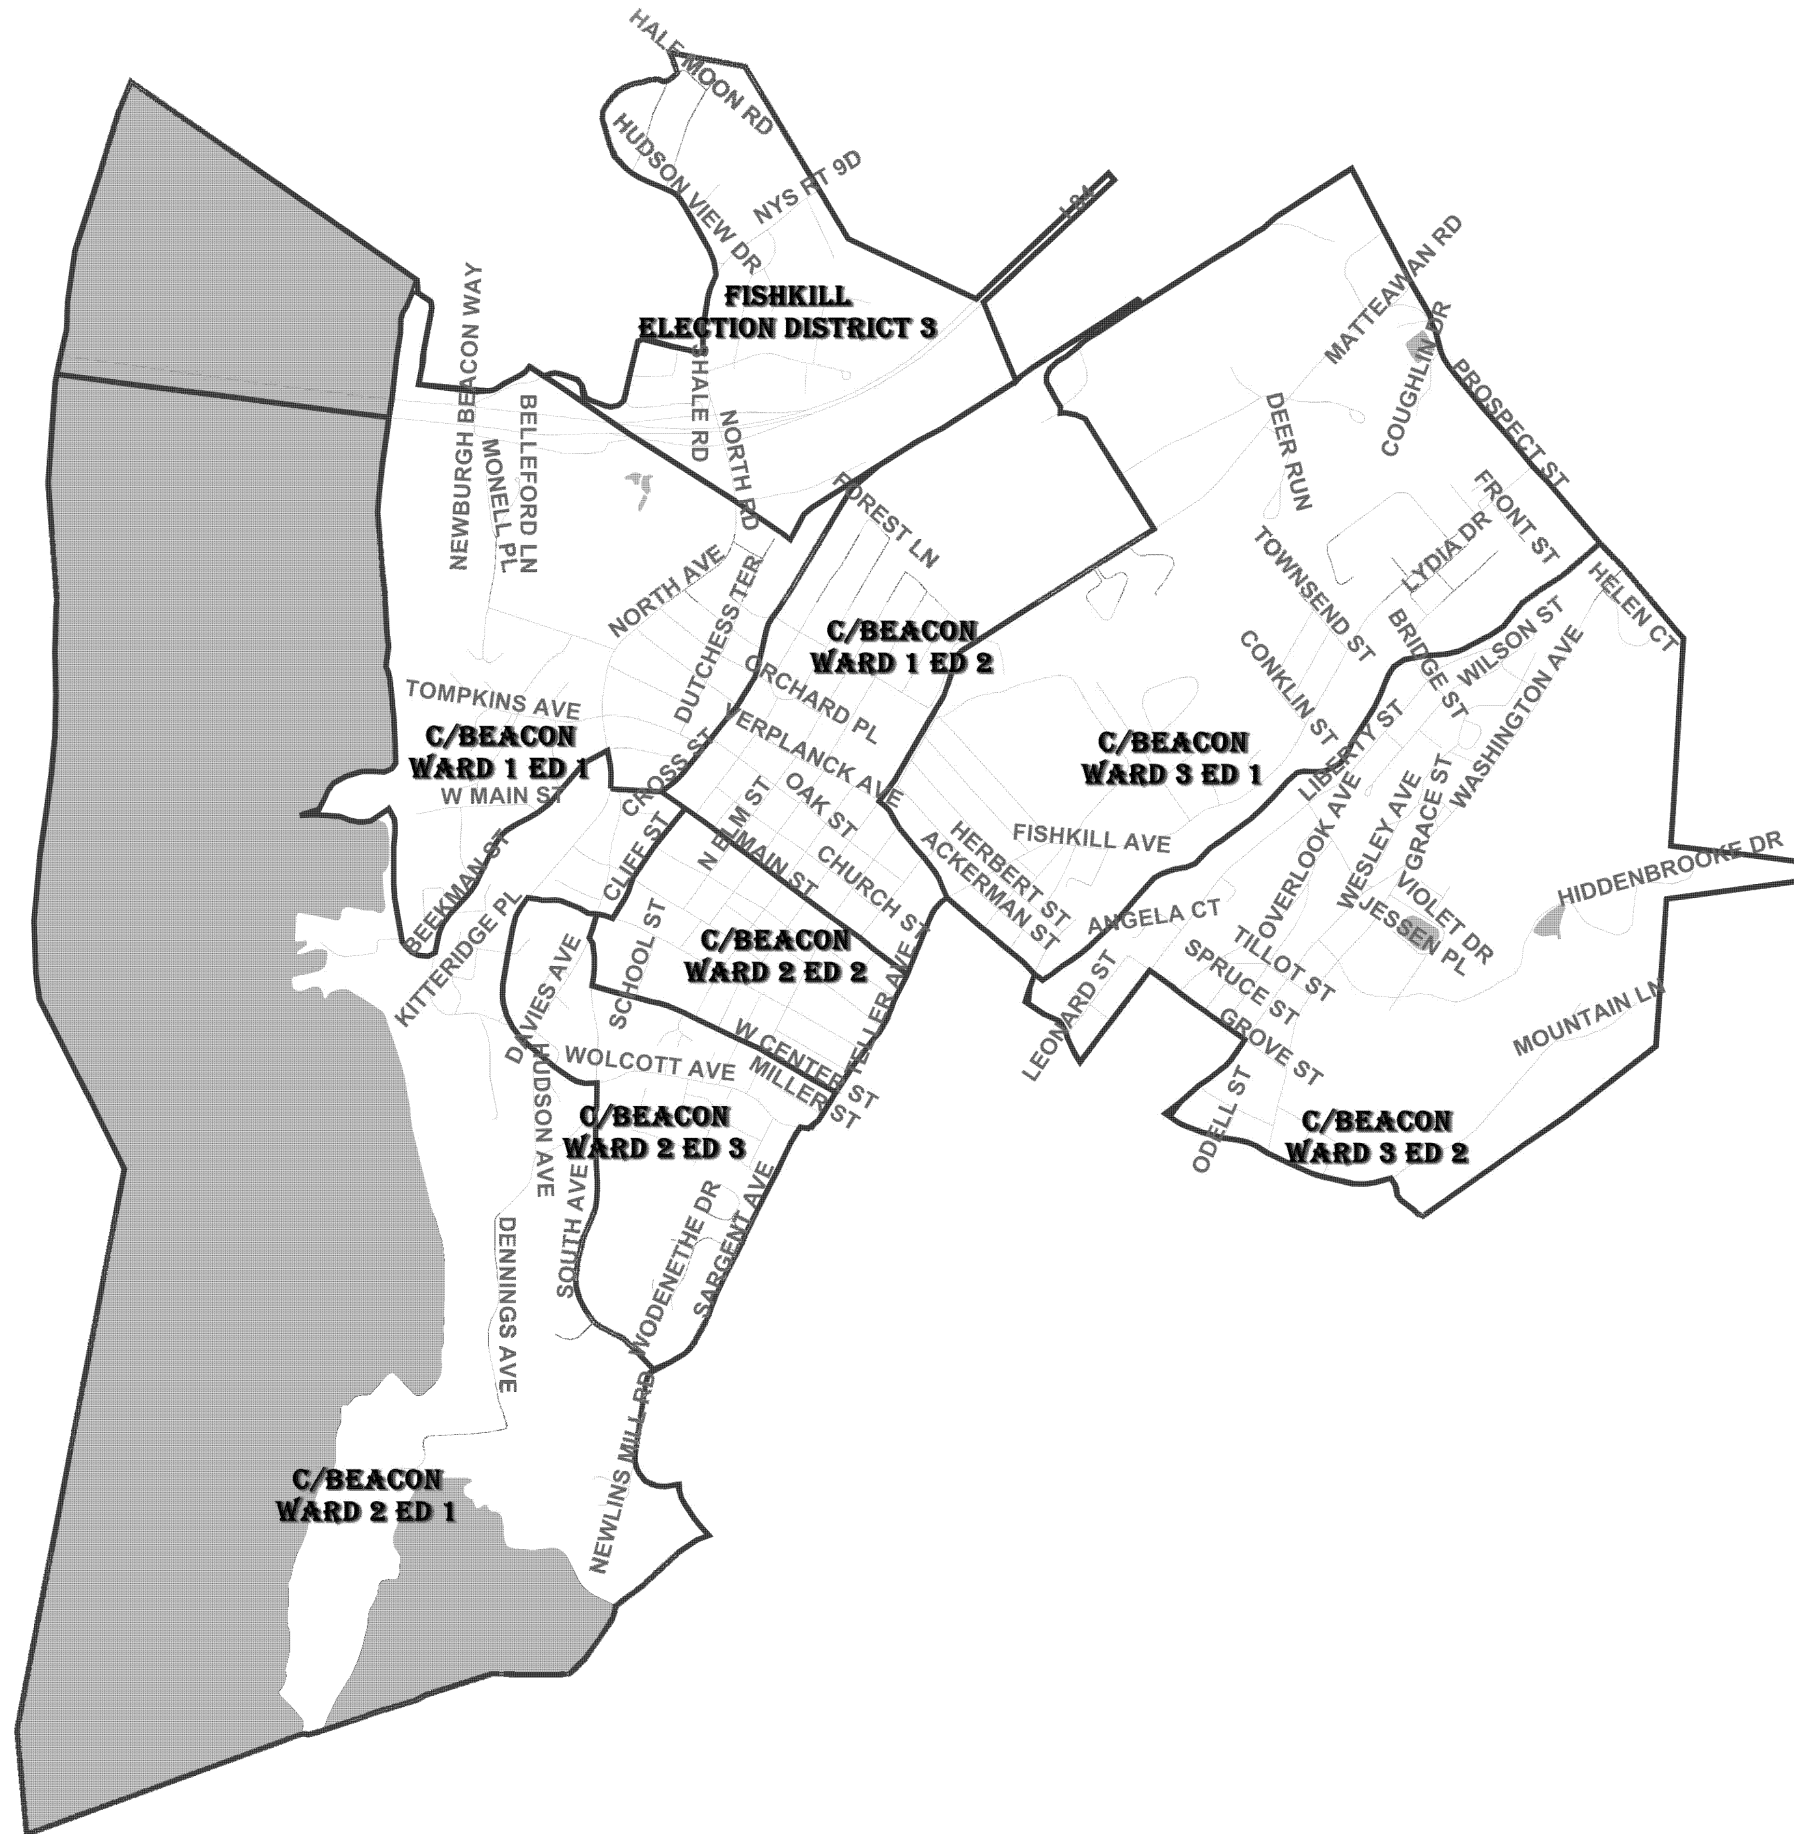 HALF MOON RD
HUDSON VIEW DR
NYS RT 9D
I 84
MATTEAWAN RD
COUGHLIN DR
PROSPECT ST
FISHKILL
ELECTION DISTRICT 3
NEWBURGH BEACON WAY
MONELL PL
BELLEFORD LN
SHALE RD
NORTH RD
FOREST LN
DEER RUN
FRONT ST
LYDIA DR
TOWNSEND ST
NORTH AVE
DUTCHESS TER
HELEN CT
WILSON ST
BRIDGE ST
CONKLIN ST
C/BEACON
WARD 1 ED 2
ORCHARD PL
WASHINGTON AVE
TOMPKINS AVE
VERPLANCK AVE
C/BEACON
WARD 1 ED 1
C/BEACON
WARD 3 ED 1
LIBERTY ST
W MAIN ST
CROSS ST
OAK ST
N ELM ST
GRACE ST
WESLEY AVE
OVERLOOK AVE
FISHKILL AVE
HERBERT ST
ACKERMAN ST
MAIN ST
CHURCH ST
CLIFF ST
BEEKMAN ST
KITTERIDGE PL
HIDDENBROOKE DR
VIOLET DR
JESSEN PL
ANGELA CT
TILLOT ST
SPRUCE ST
GROVE ST
C/BEACON
WARD 2 ED 2
SCHOOL ST
DAVIES AVE
TELLER AVE
LEONARD ST
MOUNTAIN LN
WOLCOTT AVE
W CENTER ST
MILLER ST
HUDSON AVE
C/BEACON
WARD 2 ED 3
ODELL ST
C/BEACON
WARD 3 ED 2
SOUTH AVE
WODENETHE DR
SARGENT AVE
DENNINGS AVE
NEWLINS MILL RD
C/BEACON
WARD 2 ED 1